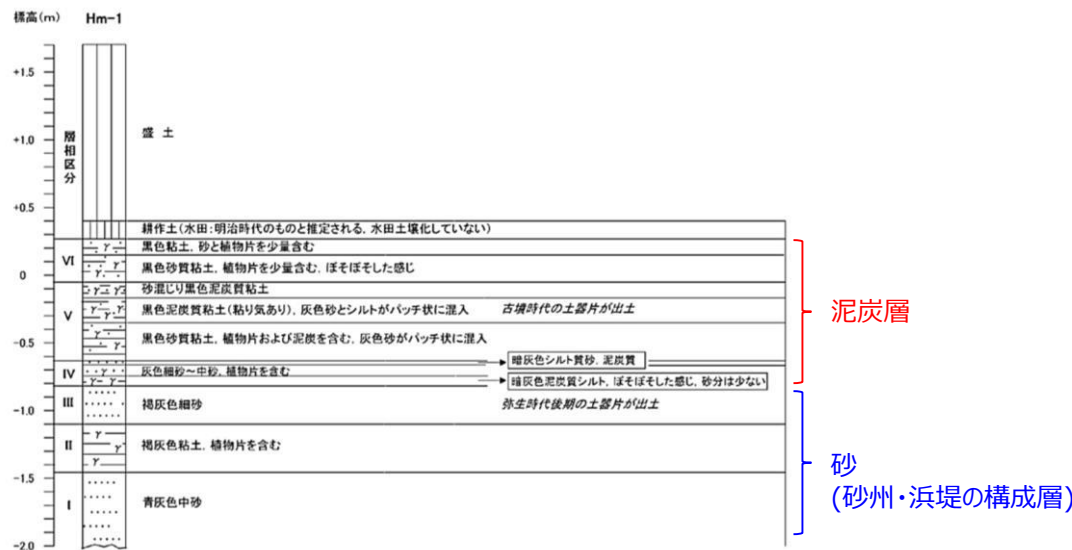 標高(m) Hm-1
+1.5
+1.0
+0.5
0
-0.5
-1.0
-1.5
-2.0
層相区分
盛 土
耕作土(水田:明治時代のものと推定される, 水田土壌化していない)
VI
黒色粘土, 砂と植物片を少量含む
黒色砂質粘土, 植物片を少量含む, ぼそぼそした感じ
V
砂混じり黒色泥炭質粘土
黒色泥炭質粘土(粘り気あり), 灰色砂とシルトがパッチ状に混入 古墳時代の土器片が出土
黒色砂質粘土, 植物片および泥炭を含む, 灰色砂がパッチ状に混入
暗灰色シルト質砂, 泥炭質
IV
灰色細砂~中砂, 植物片を含む
暗灰色泥炭質シルト, ぼそぼそした感じ, 砂分は少ない
III
褐灰色細砂 弥生時代後期の土器片が出土
II
褐灰色粘土, 植物片を含む
I
青灰色中砂
泥炭層
砂
(砂州・浜堤の構成層)